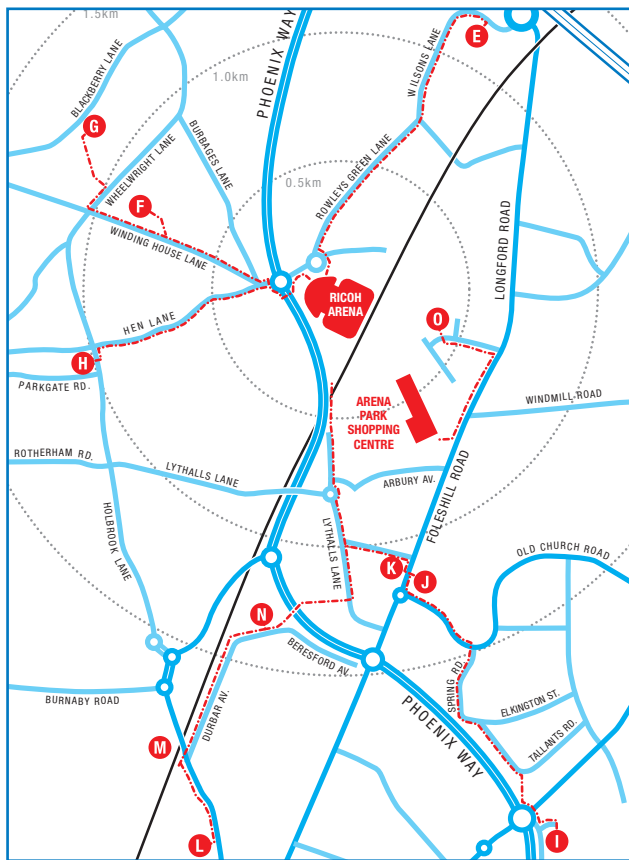 1.5km
BLACKBERRY LANE
PHOENIX WAY
WILSONS LANE
E
1.0km
G
WHEELWRIGHT LANE
BURBAGES LANE
0.5km
ROWLEYS GREEN LANE
F
WINDING HOUSE LANE
LONGFORD ROAD
RICOH
ARENA
HEN LANE
O
H
PARKGATE RD.
ARENA
PARK
SHOPPING
CENTRE
WINDMILL ROAD
ROTHERHAM RD.
LYTHALLS LANE
ARBURY AV.
FOLESHILL ROAD
HOLBROOK LANE
LYTHALLS LANE
OLD CHURCH ROAD
K
J
N
BERESFORD AV.
SPRING RD.
BURNABY ROAD
DURBAR AV.
ELKINGTON ST.
PHOENIX WAY
TALLANTS RD.
M
L
I